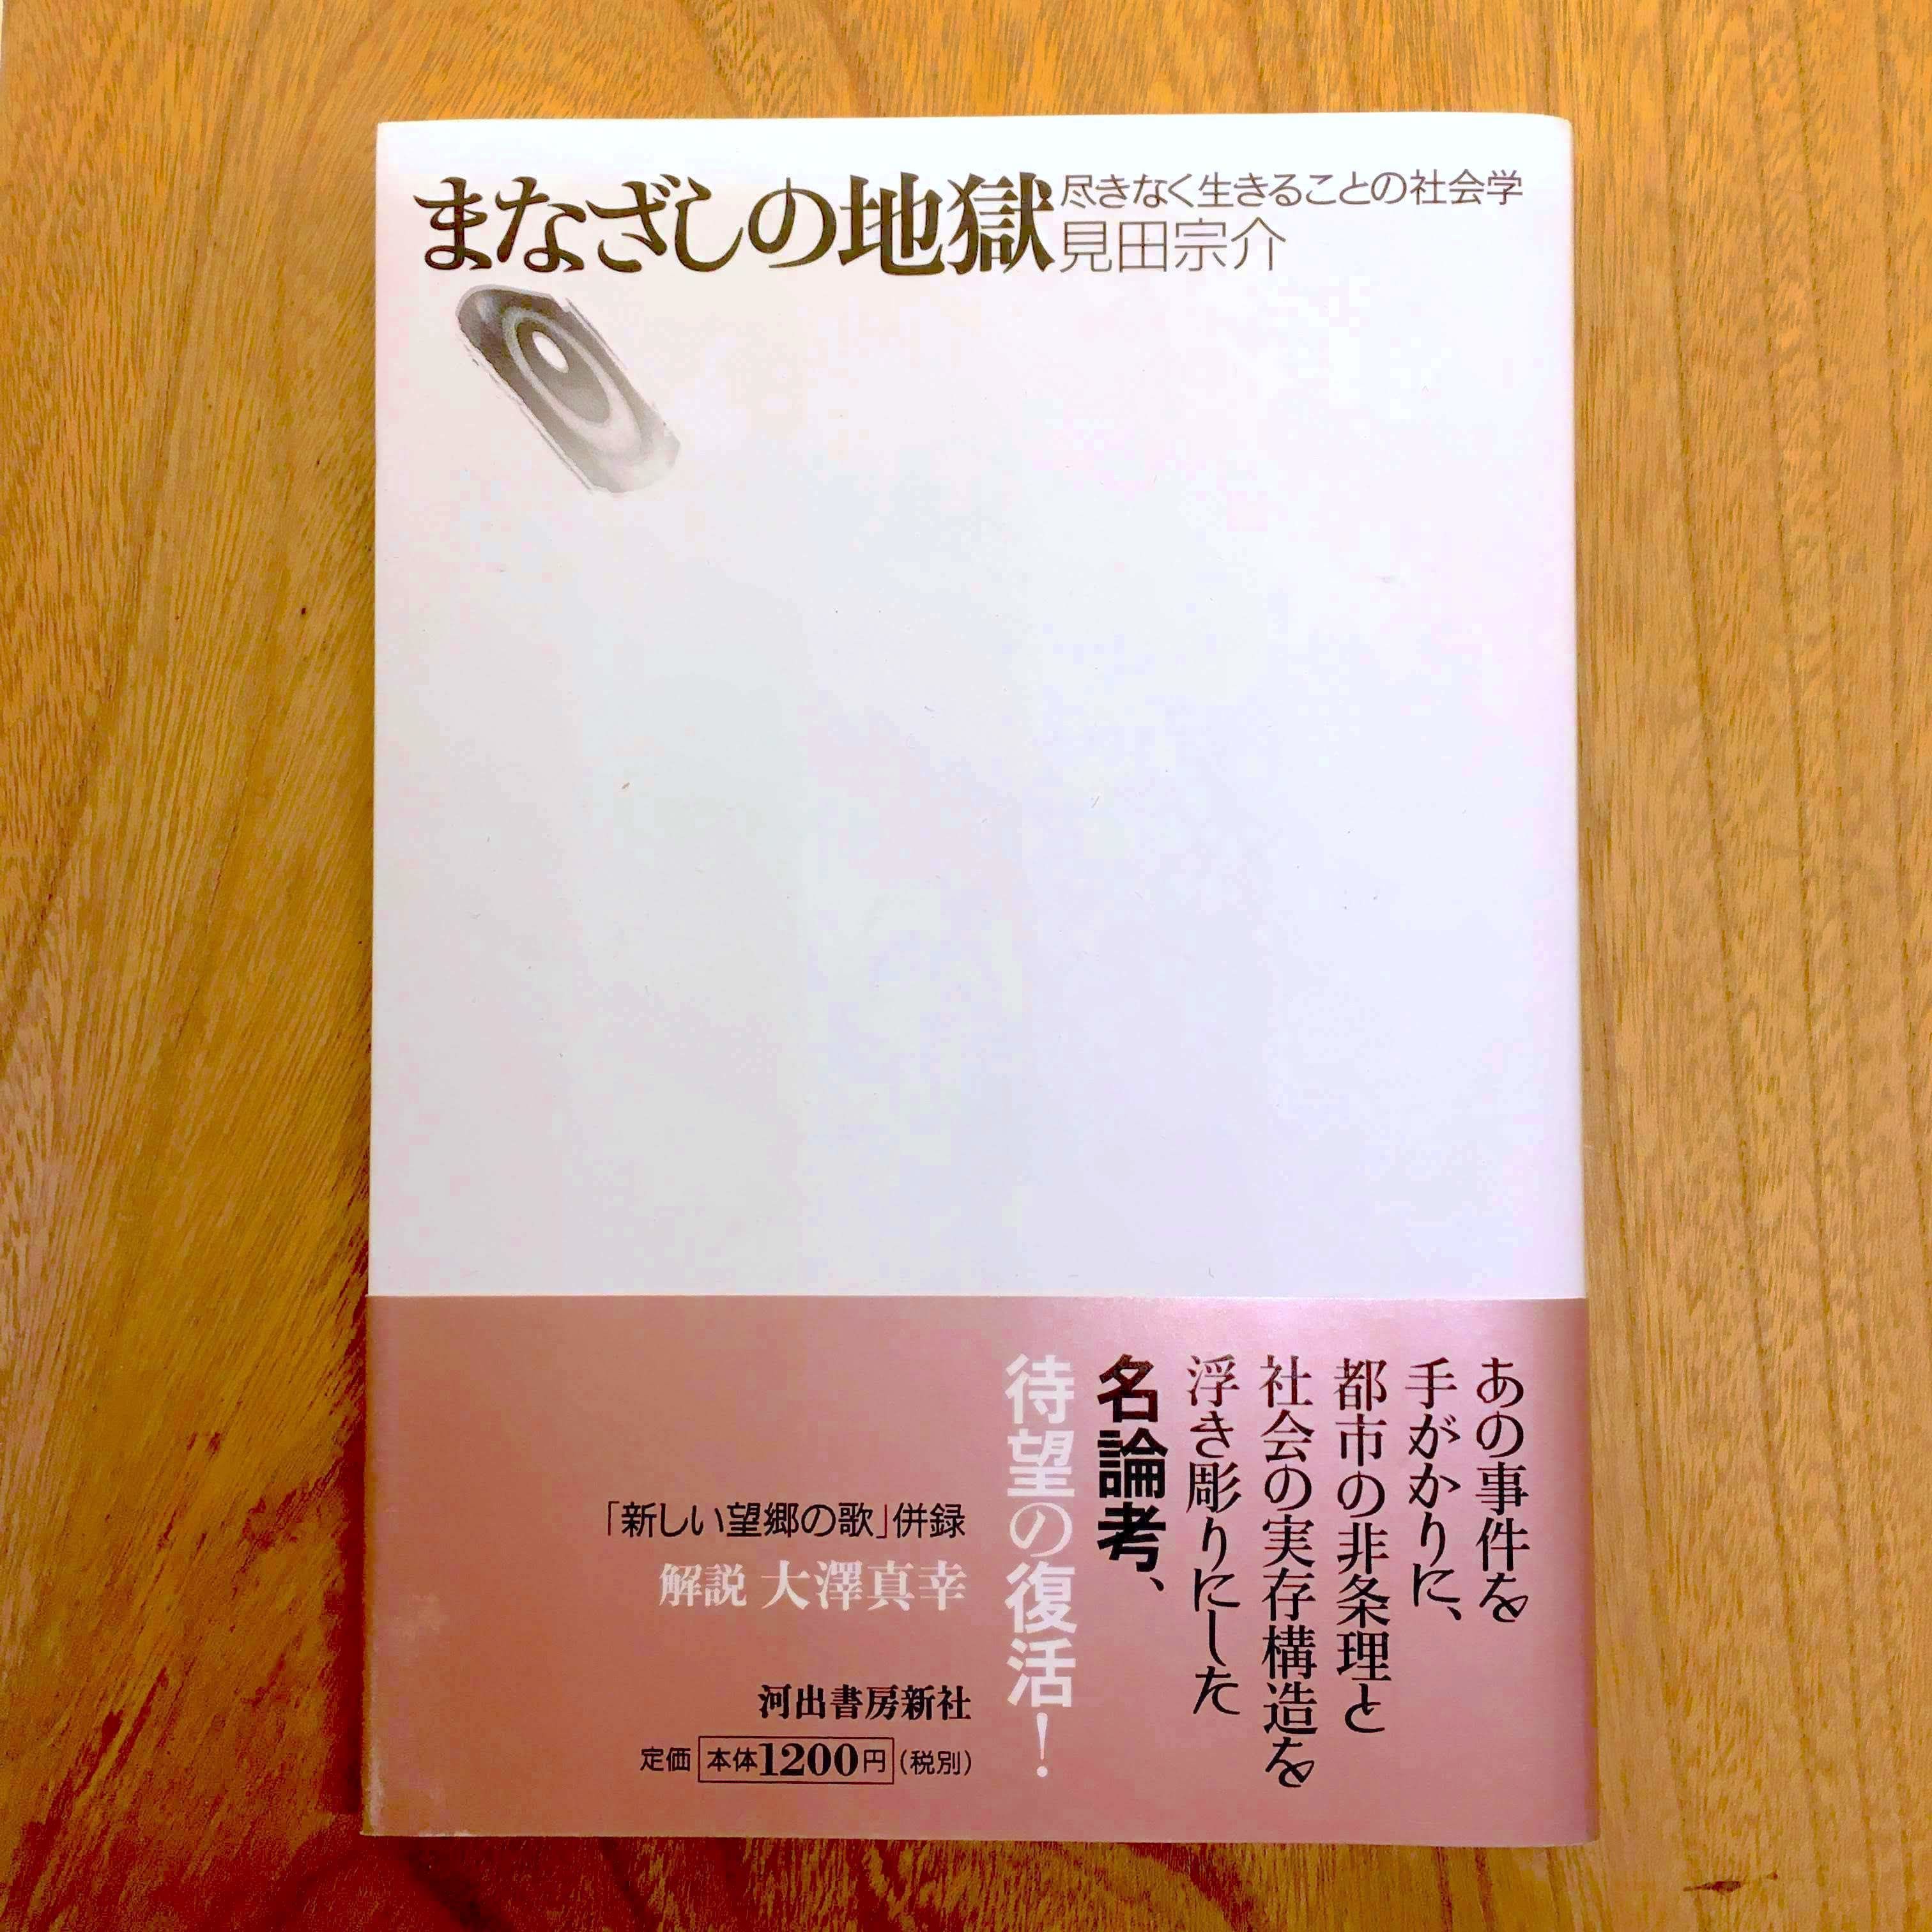 まなざしの地獄
尽きなく生きることの社会学
見田宗介
あの事件を
手がかりに、
都市の非条理と
社会の実存構造を
浮き彫りにした
名論考、
待望の復活！
「新しい望郷の歌」併録
解説 大澤真幸
河出書房新社
定価 本体1200円（税別）